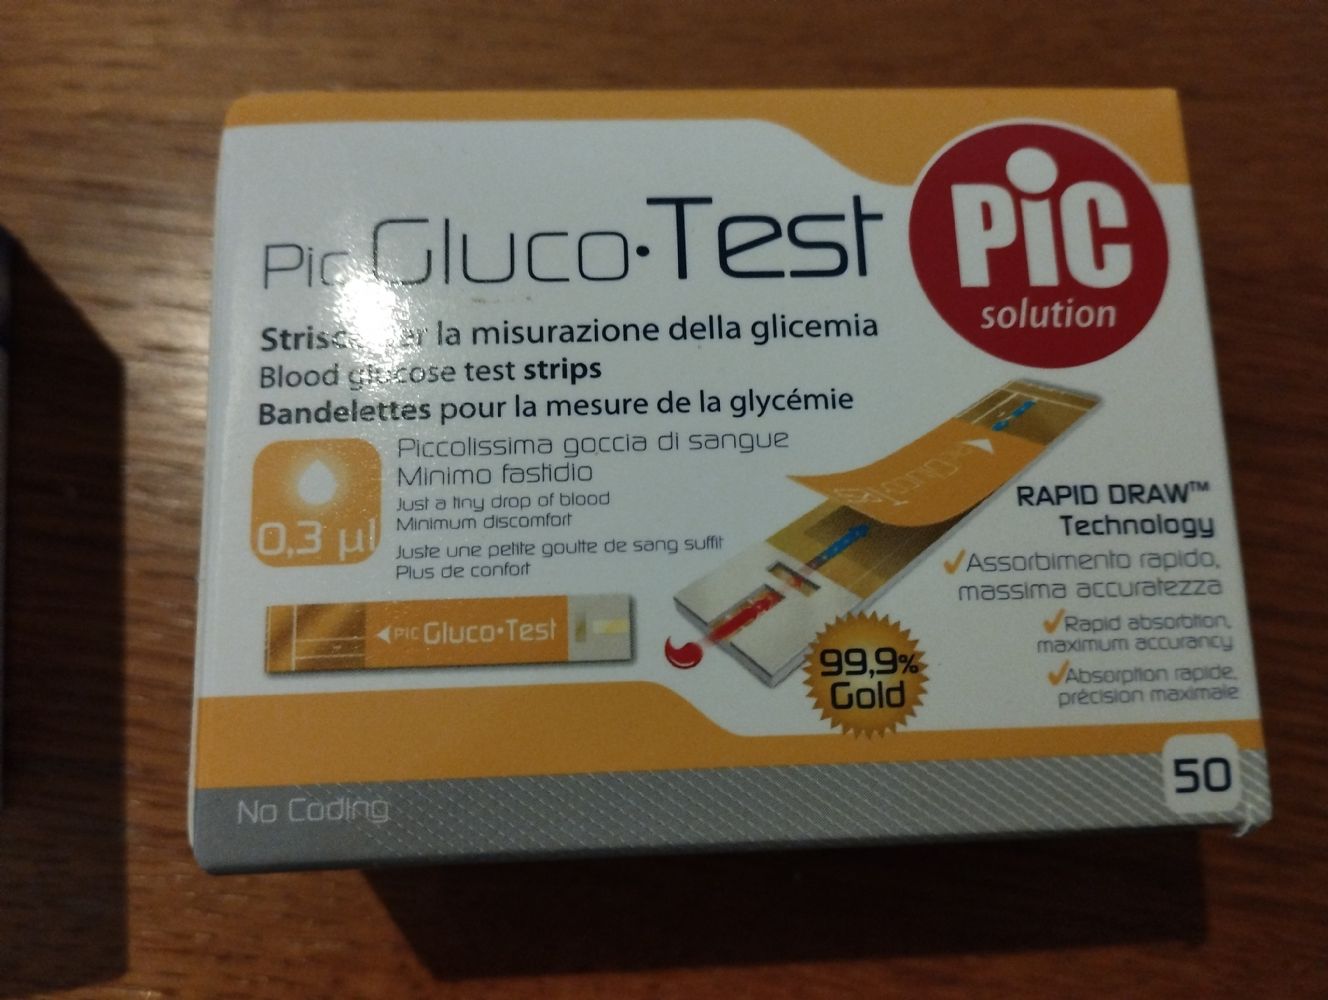 Pic Gluco•Test
PiC
solution
Strisce per la misurazione della glicemia
Blood glucose test strips
Bandelettes pour la mesure de la glycémie
0,3 µl
Piccolissima goccia di sangue
Minimo fastidio
Just a tiny drop of blood
Minimum discomfort
Juste une petite goutte de sang suffit
Plus de confort
PIC Gluco•Test
RAPID DRAW™
Technology
Assorbimento rapido,
massima accuratezza
Rapid absorbtion,
maximum accurancy
Absorption rapide,
précision maximale
99,9%
Gold
50
No Coding